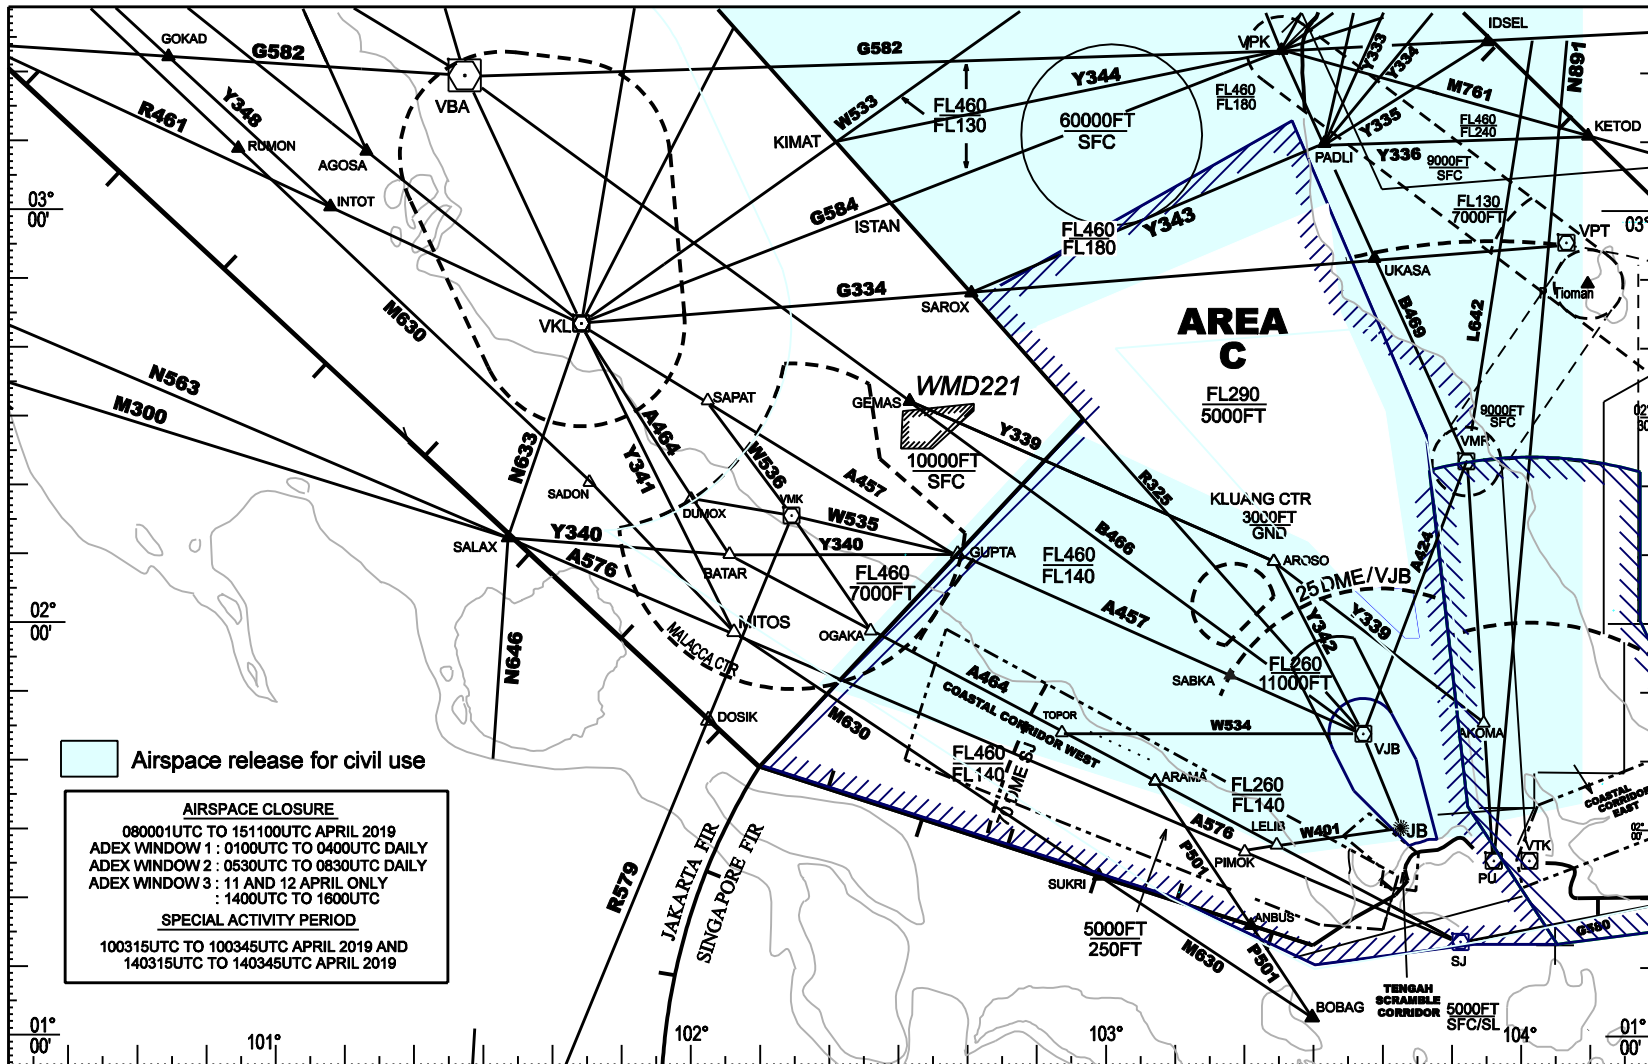 GOKAD
G582
VBA
G582
VPK
IDSEL
Y333
Y334
N891
Y344
M761
FL460
FL180
FL460
FL130
W533
60000FT
SFC
R461
Y348
RUMON
AGOSA
KIMAT
Y335
FL460
FL240
KETOD
PADLI
Y336
9000FT
SFC
03°
00'
INTOT
G584
ISTAN
FL460
FL180
Y343
FL130
7000FT
VPT
03°
UKASA
Tioman
M630
VKL
G334
SAROX
B469
L642
AREA
C
FL290
5000FT
N563
M300
SAPAT
GEMAS
WMD221
10000FT
SFC
Y339
9000FT
SFC
VMR
N633
A464
Y341
W536
A457
SADON
DUMOX
VMK
W535
R325
KLUANG CTR
3000FT
GND
SALAX
Y340
A576
BATAR
Y340
GUPTA
FL460
7000FT
FL460
FL140
B466
AROSO
A424
25 DME/VJB
02°
00'
NITOS
MALACCA CTR
OGAKA
A457
Y342
Y339
N646
A464
COASTAL CORRIDOR WEST
SABKA
FL260
11000FT
DOSIK
M630
TOPOR
W534
VJB
AKOMA
Airspace release for civil use
FL460
FL140
70 DME SJ
ARAMA
FL260
FL140
COASTAL
CORRIDOR
EAST
AIRSPACE CLOSURE
080001UTC TO 151100UTC APRIL 2019
ADEX WINDOW 1 : 0100UTC TO 0400UTC DAILY
ADEX WINDOW 2 : 0530UTC TO 0830UTC DAILY
ADEX WINDOW 3 : 11 AND 12 APRIL ONLY
: 1400UTC TO 1600UTC
SPECIAL ACTIVITY PERIOD
100315UTC TO 100345UTC APRIL 2019 AND
140315UTC TO 140345UTC APRIL 2019
A576
LELIB
W401
JB
PIMOK
P501
PU
VTK
R579
JAKARTA FIR
SINGAPORE FIR
SUKRI
ANBUS
5000FT
250FT
M630
P501
G580
SJ
BOBAG
TENGAH
SCRAMBLE
CORRIDOR
5000FT
SFC/SL
01°
00'
101°
102°
103°
104°
01°
00'